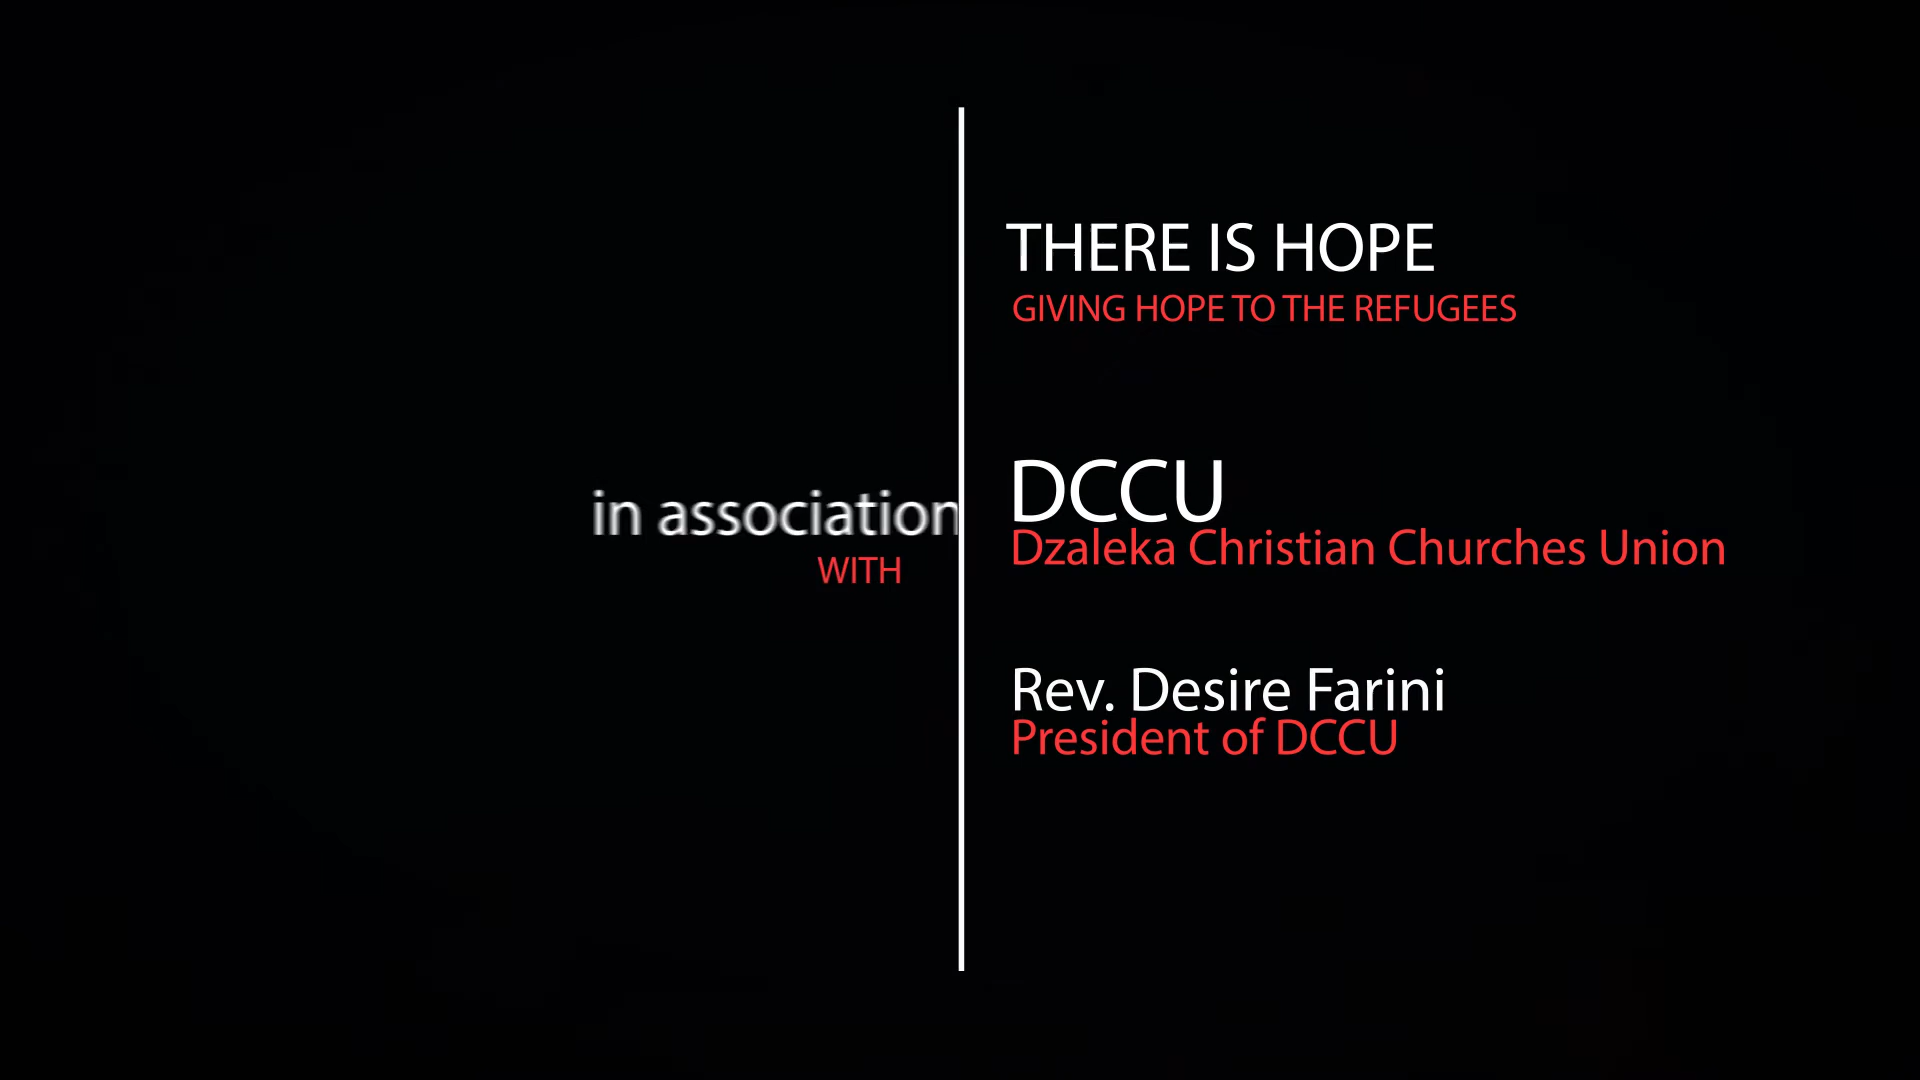 in association
WITH
THERE IS HOPE
GIVING HOPE TO THE REFUGEES
DCCU
Dzaleka Christian Churches Union
Rev. Desire Farini
President of DCCU